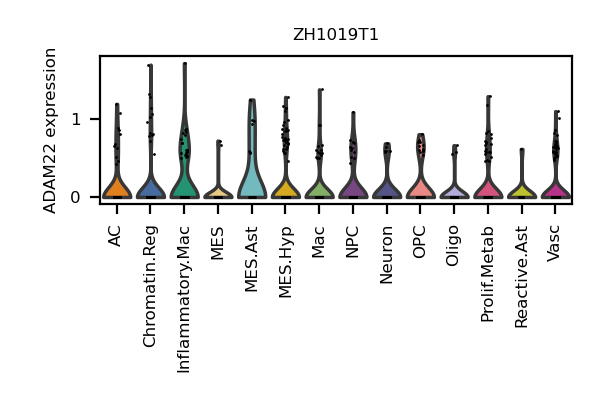 ZH1019T1
ADAM22 expression
1
0
AC
Chromatin.Reg
Inflammatory.Mac
MES
MES.Ast
MES.Hyp
Mac
NPC
Neuron
OPC
Oligo
Prolif.Metab
Reactive.Ast
Vasc